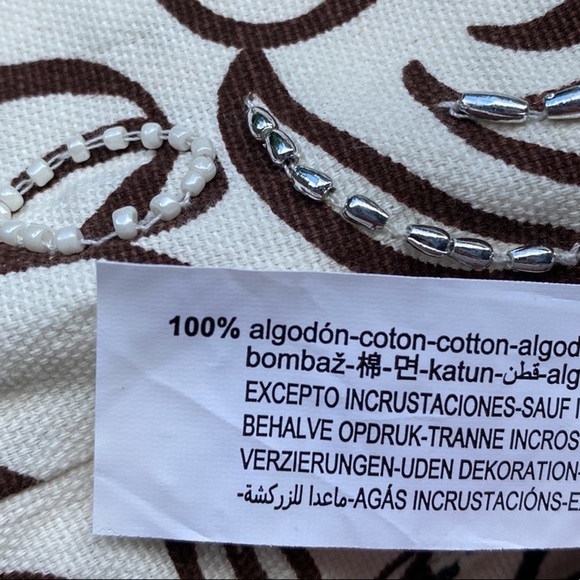 100% algodón-coton-cotton-algod
bombaž-棉-면-katun-قطن-alg
EXCEPTO INCRUSTACIONES-SAUF I
BEHALVE OPDRUK-TRANNE INCROS
VERZIERUNGEN-UDEN DEKORATION-
-ماعدا للزركشة-AGÁS INCRUSTACIÓNS-E